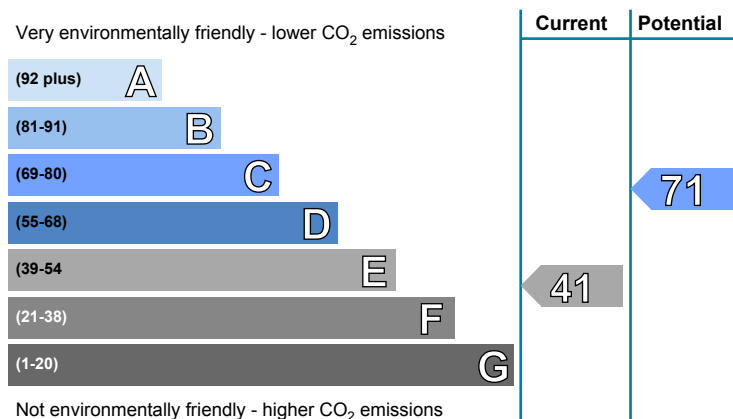 Current Potential
Very environmentally friendly - lower CO₂ emissions
(92 plus) A
(81-91) B
(69-80) C
71
(55-68) D
(39-54 E
41
(21-38) F
(1-20) G
Not environmentally friendly - higher CO₂ emissions